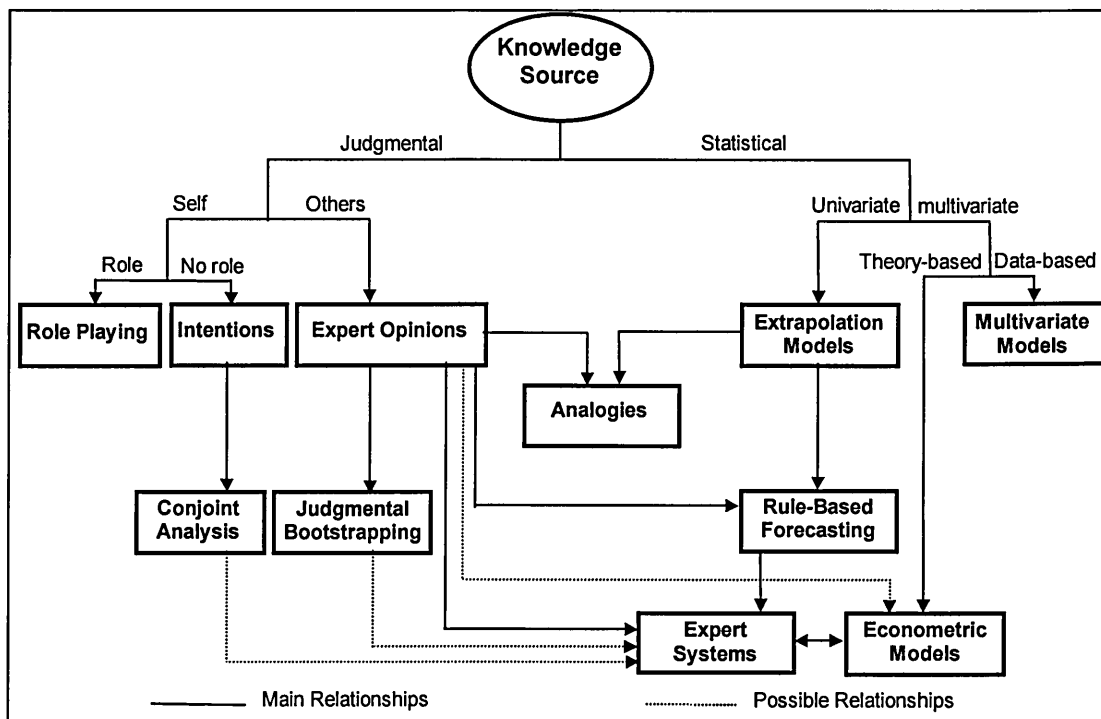 Knowledge
Source
Judgmental
Statistical
Self
Others
Univariate
multivariate
Role
No role
Theory-based
Data-based
Role Playing
Intentions
Expert Opinions
Extrapolation
Models
Multivariate
Models
Analogies
Conjoint
Analysis
Judgmental
Bootstrapping
Rule-Based
Forecasting
Expert
Systems
Econometric
Models
Main Relationships
Possible Relationships